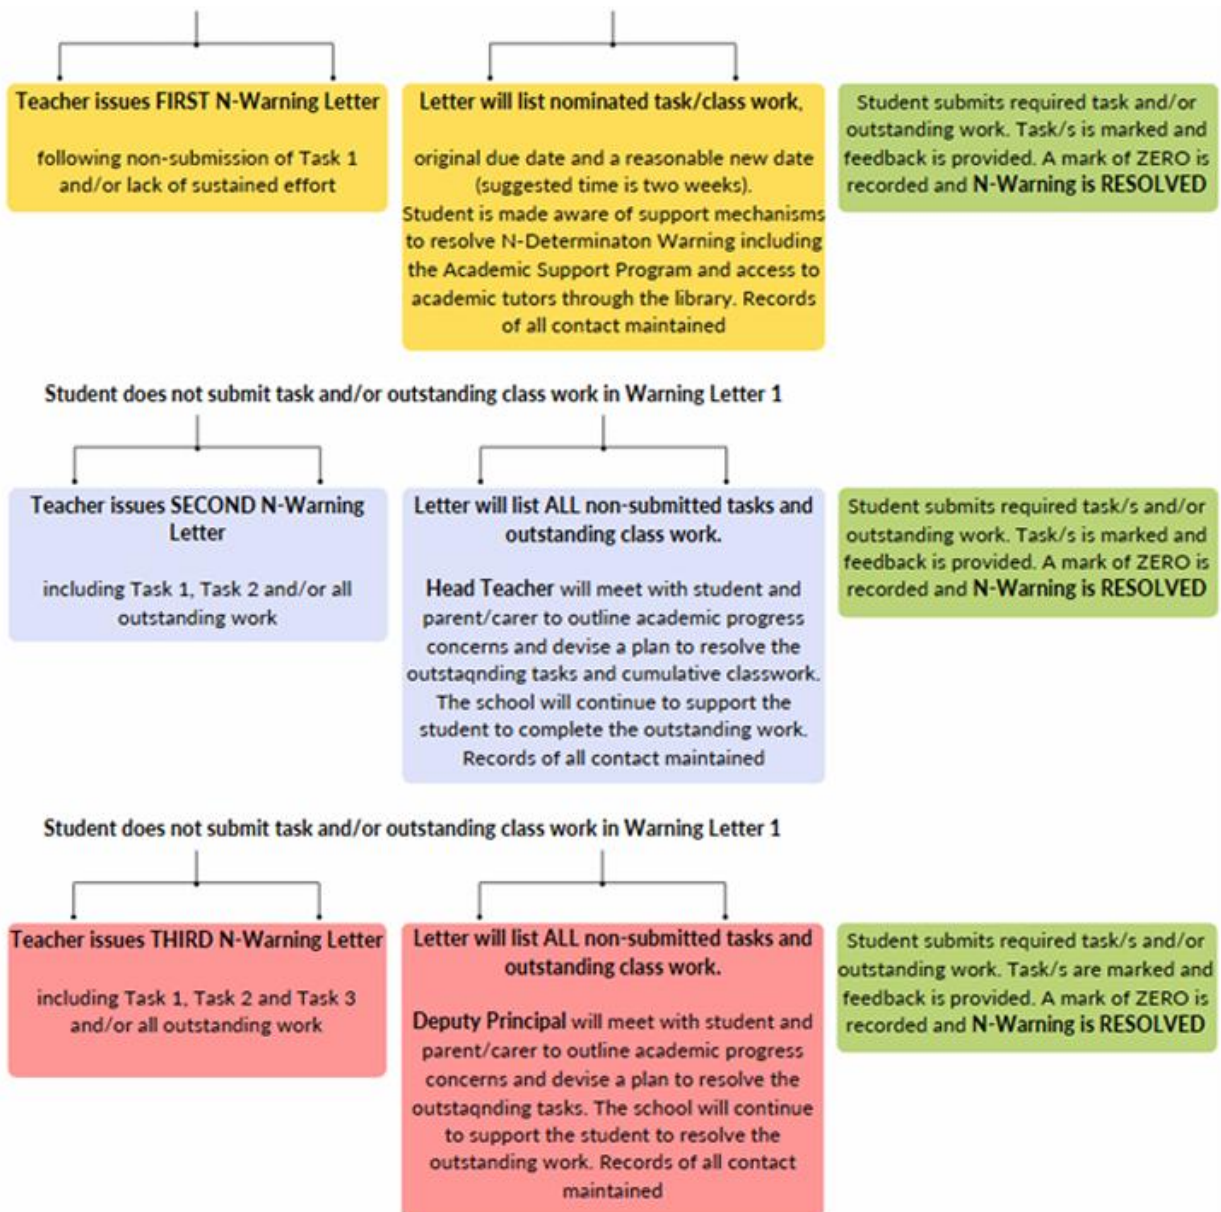 Teacher issues FIRST N-Warning Letter
following non-submission of Task 1
and/or lack of sustained effort
Letter will list nominated task/class work,
original due date and a reasonable new date
(suggested time is two weeks).
Student is made aware of support mechanisms
to resolve N-Determinaton Warning including
the Academic Support Program and access to
academic tutors through the library. Records
of all contact maintained
Student submits required task and/or
outstanding work. Task/s is marked and
feedback is provided. A mark of ZERO is
recorded and N-Warning is RESOLVED
Student does not submit task and/or outstanding class work in Warning Letter 1
Teacher issues SECOND N-Warning
Letter
including Task 1, Task 2 and/or all
outstanding work
Letter will list ALL non-submitted tasks and
outstanding class work.
Head Teacher will meet with student and
parent/carer to outline academic progress
concerns and devise a plan to resolve the
outstaqnding tasks and cumulative classwork.
The school will continue to support the
student to complete the outstanding work.
Records of all contact maintained
Student submits required task/s and/or
outstanding work. Task/s is marked and
feedback is provided. A mark of ZERO is
recorded and N-Warning is RESOLVED
Student does not submit task and/or outstanding class work in Warning Letter 1
Teacher issues THIRD N-Warning Letter
including Task 1, Task 2 and Task 3
and/or all outstanding work
Letter will list ALL non-submitted tasks and
outstanding class work.
Deputy Principal will meet with student and
parent/carer to outline academic progress
concerns and devise a plan to resolve the
outstaqnding tasks. The school will continue
to support the student to resolve the
outstanding work. Records of all contact
maintained
Student submits required task/s and/or
outstanding work. Task/s are marked and
feedback is provided. A mark of ZERO is
recorded and N-Warning is RESOLVED